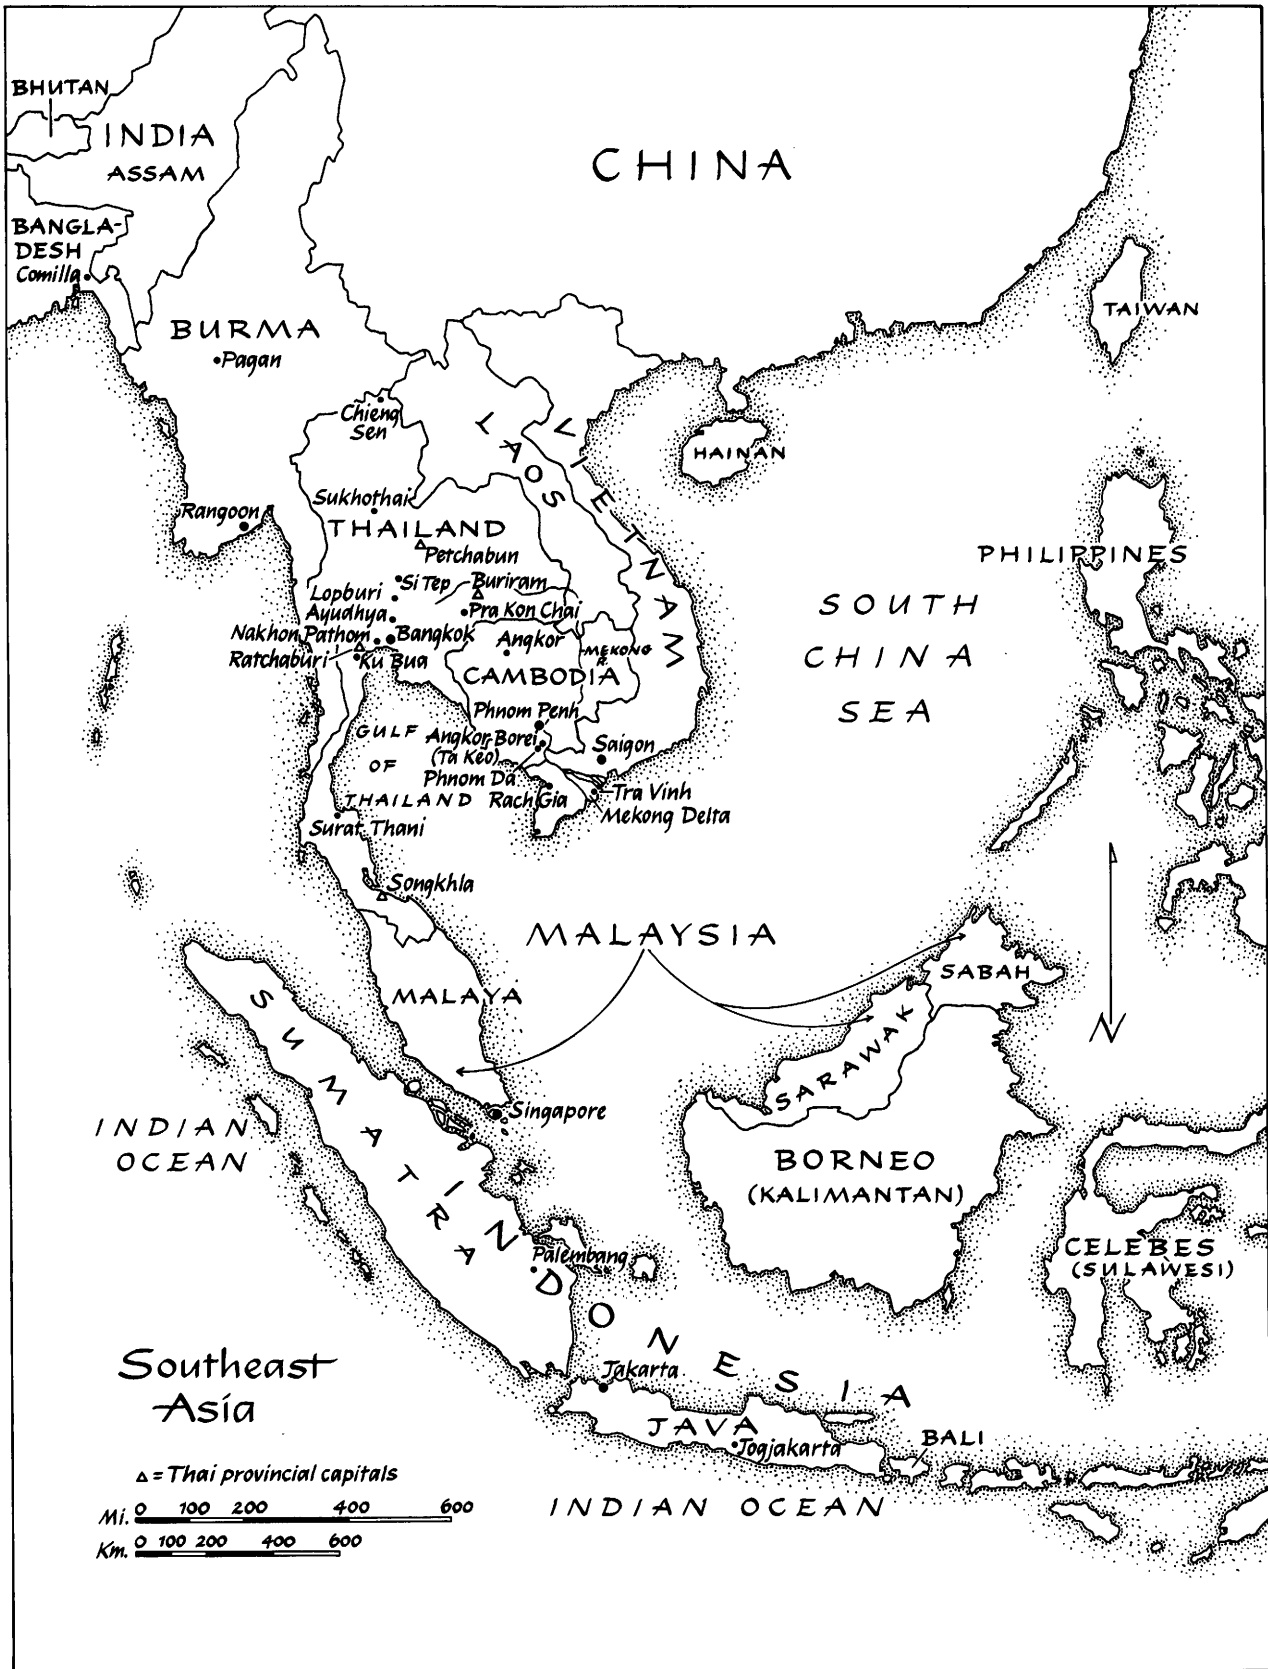 BHUTAN
INDIA
ASSAM
CHINA
BANGLA-
DESH
Comilla
TAIWAN
BURMA
Pagan
Chieng
Sen
LAOS
VIETNAM
HAINAN
Sukhothai
Rangoon
THAILAND
Petchabun
PHILIPPINES
Si Tep
Buriram
Lopburi
Ayudhya
Pra Kon Chai
SOUTH
CHINA
SEA
Nakhon Pathom
Bangkok
Angkor
Ratchaburi
Ku Bua
MEKONG
R.
CAMBODIA
Phnom Penh
GULF
OF
THAILAND
Angkor Borei
(Ta Keo)
Saigon
Phnom Da
Rach Gia
Tra Vinh
Mekong Delta
Surat Thani
Songkhla
MALAYSIA
SABAH
MALAYA
SARAWAK
SUMATRA
N
Singapore
INDIAN
OCEAN
BORNEO
(KALIMANTAN)
INDONESIA
Palembang
CELEBES
(SULAWESI)
Southeast
Asia
Jakarta
JAVA
Jogjakarta
BALI
INDIAN OCEAN
Δ = Thai provincial capitals
Mi. 0 100 200 400 600
Km. 0 100 200 400 600